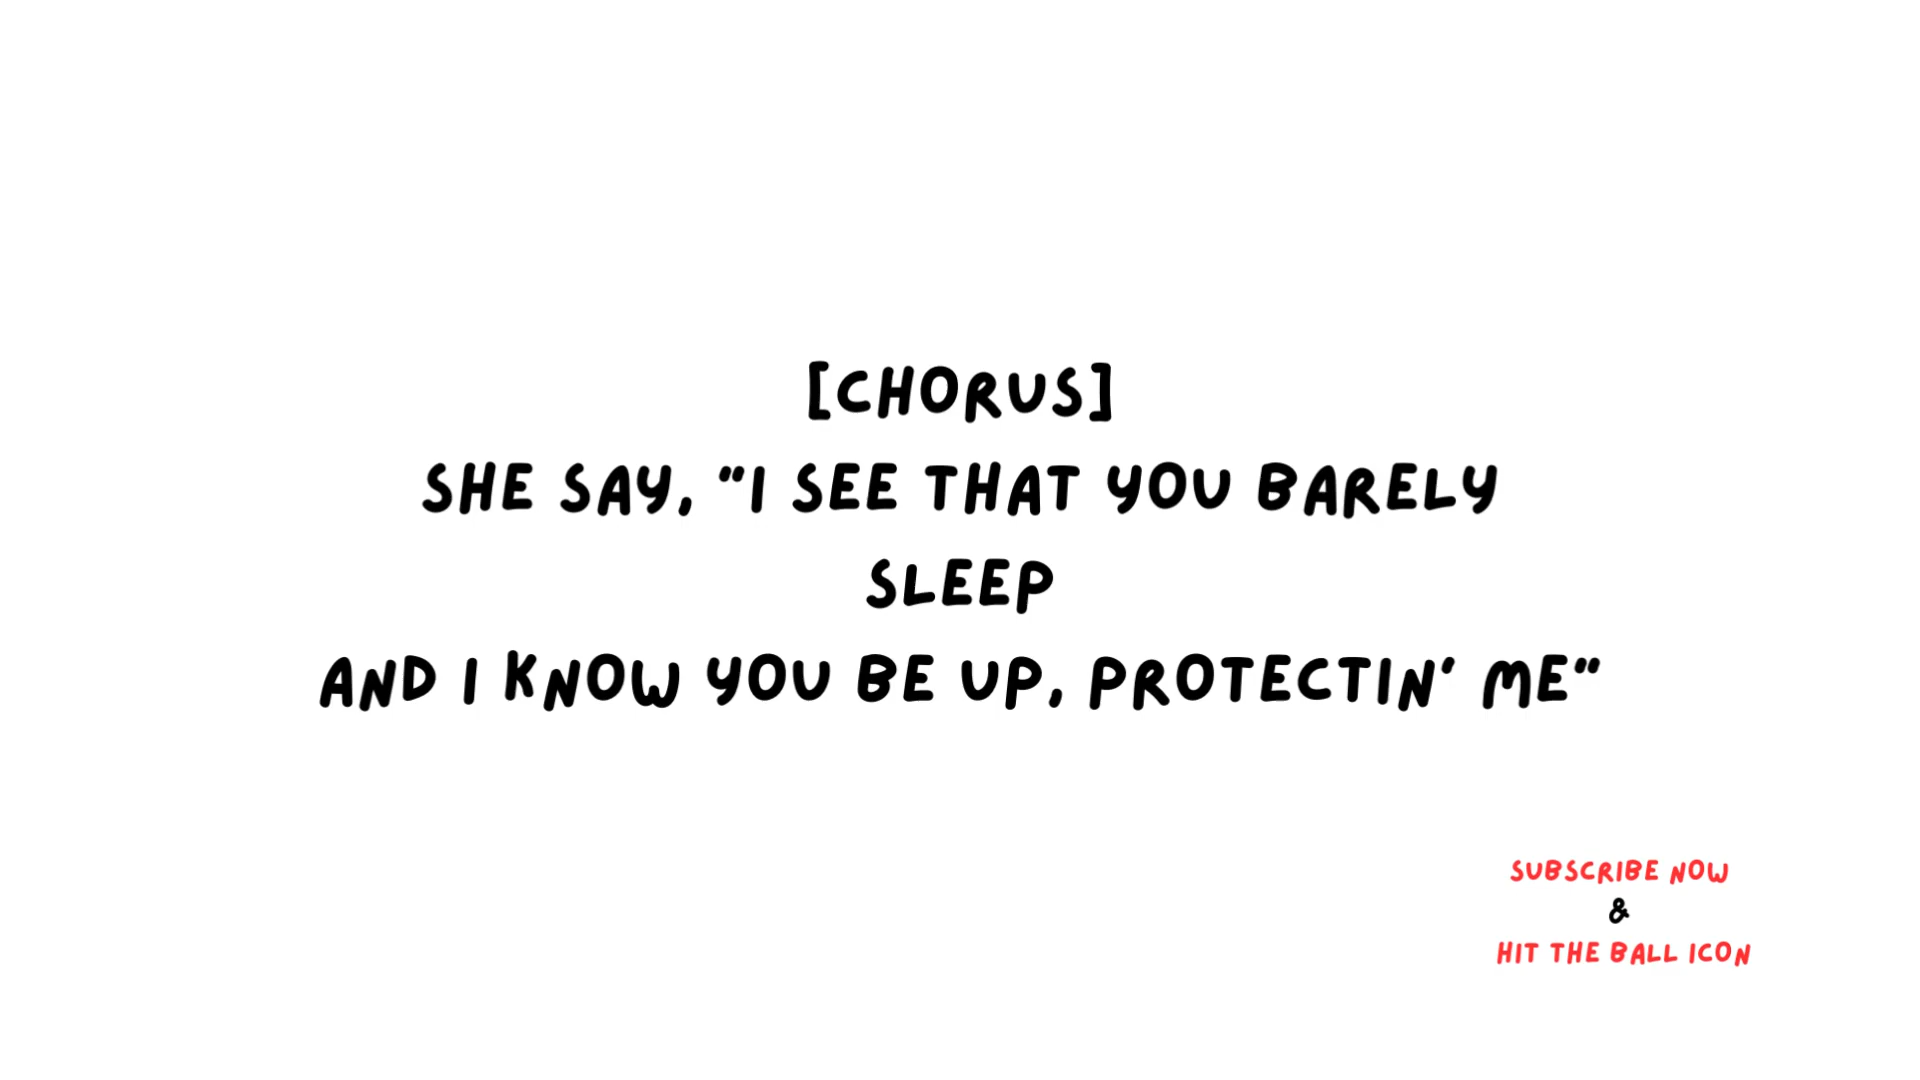 [CHORUS]
SHE SAY, "I SEE THAT YOU BARELY
SLEEP
AND I KNOW YOU BE UP, PROTECTIN' ME"
SUBSCRIBE NOW
&
HIT THE BALL ICON